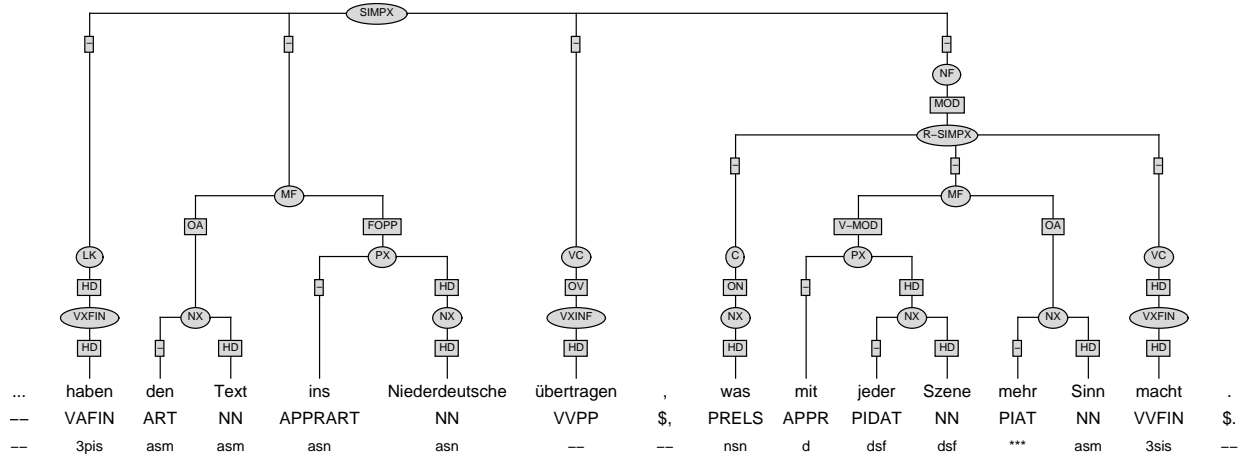 SIMPX
– – – –
NF
MOD
R–SIMPX
– – –
MF MF
OA FOPP V–MOD OA
LK PX VC C PX VC
HD – HD OV ON – HD HD
VXFIN NX NX VXINF NX NX NX VXFIN
HD – HD HD HD HD – HD – HD HD
... haben den Text ins Niederdeutsche übertragen , was mit jeder Szene mehr Sinn macht .
–– VAFIN ART NN APPRART NN VVPP $, PRELS APPR PIDAT NN PIAT NN VVFIN $.
–– 3pis asm asm asn asn –– –– nsn d dsf dsf *** asm 3sis ––